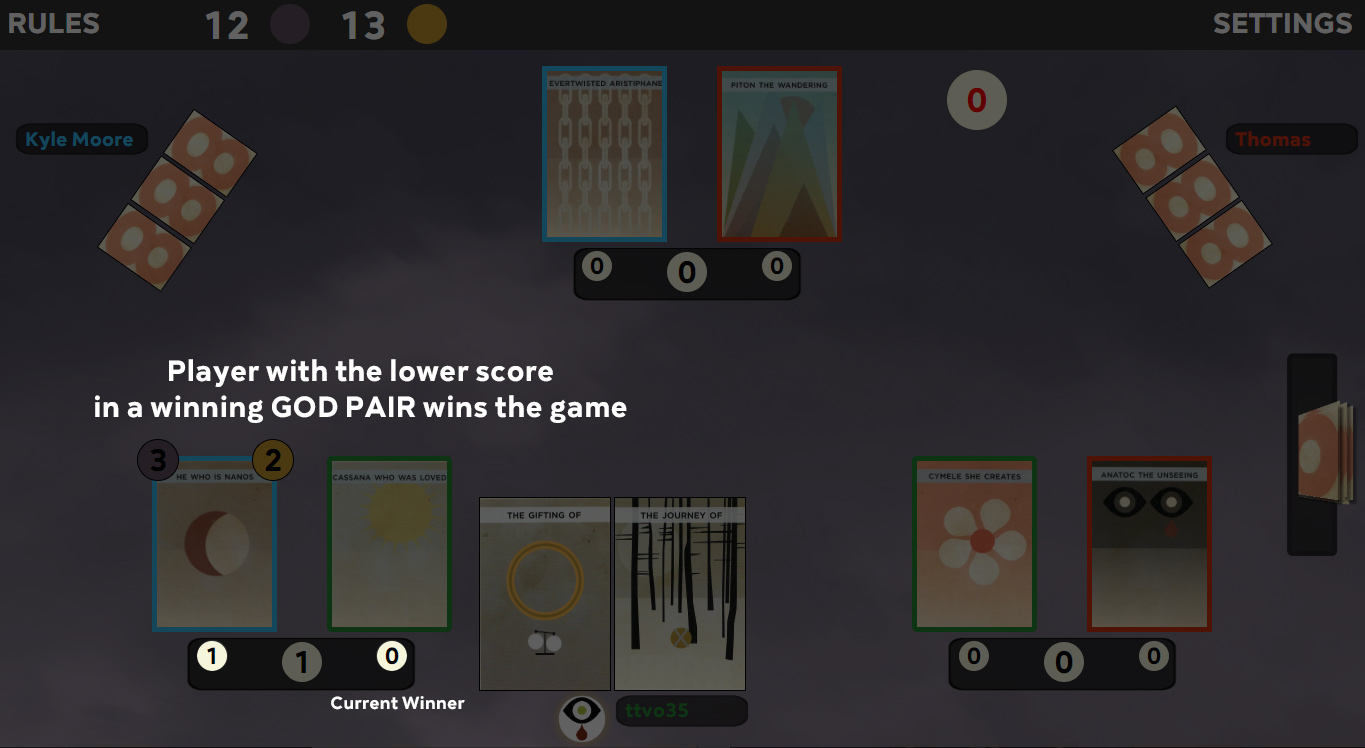 RULES
12
13
SETTINGS
EVERTWISTED ARISTIPHANE
PITON THE WANDERING
0
Kyle Moore
Thomas
0
0
0
Player with the lower score
in a winning GOD PAIR wins the game
3
2
HE WHO IS NANOS
CASSANA WHO WAS LOVED
THE GIFTING OF
THE JOURNEY OF
CYMELE SHE CREATES
ANATOC THE UNSEEING
1
1
0
0
0
0
Current Winner
ttvo35